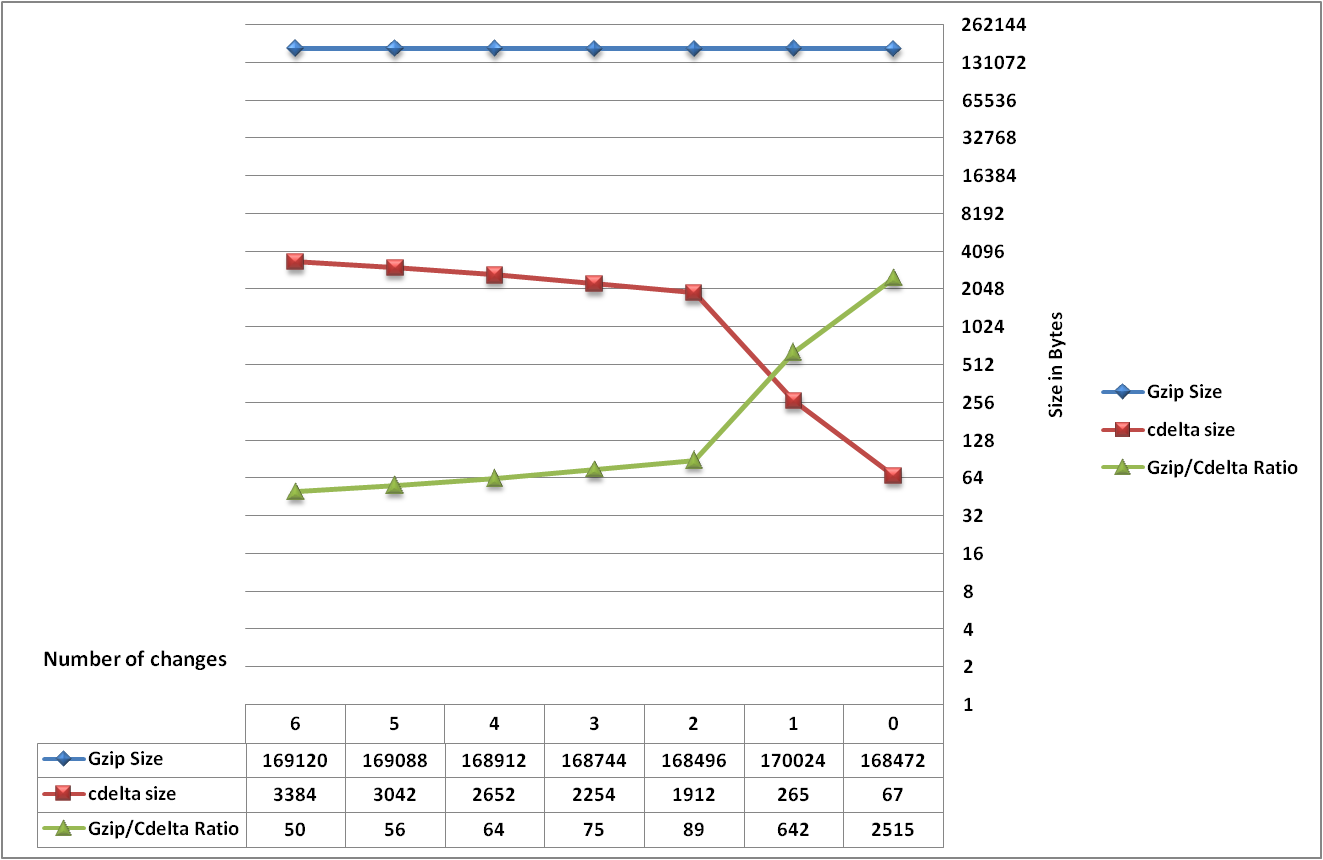 262144
131072
65536
32768
16384
8192
4096
2048
1024
512
256
128
64
32
16
8
4
2
1
Size in Bytes
Gzip Size
cdelta size
Gzip/Cdelta Ratio
Number of changes
6 5 4 3 2 1 0
Gzip Size 169120 169088 168912 168744 168496 170024 168472
cdelta size 3384 3042 2652 2254 1912 265 67
Gzip/Cdelta Ratio 50 56 64 75 89 642 2515